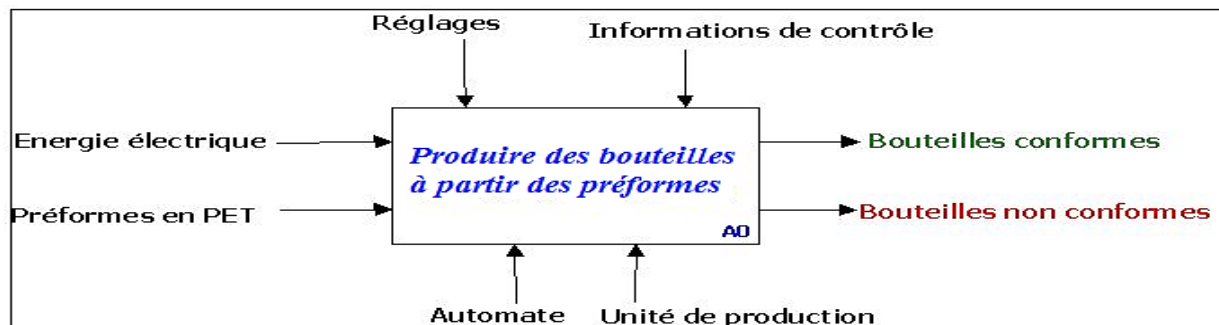 Réglages
Informations de contrôle
Energie électrique
Produire des bouteilles
à partir des préformes
Bouteilles conformes
Préformes en PET
Bouteilles non conformes
A0
Automate
Unité de production